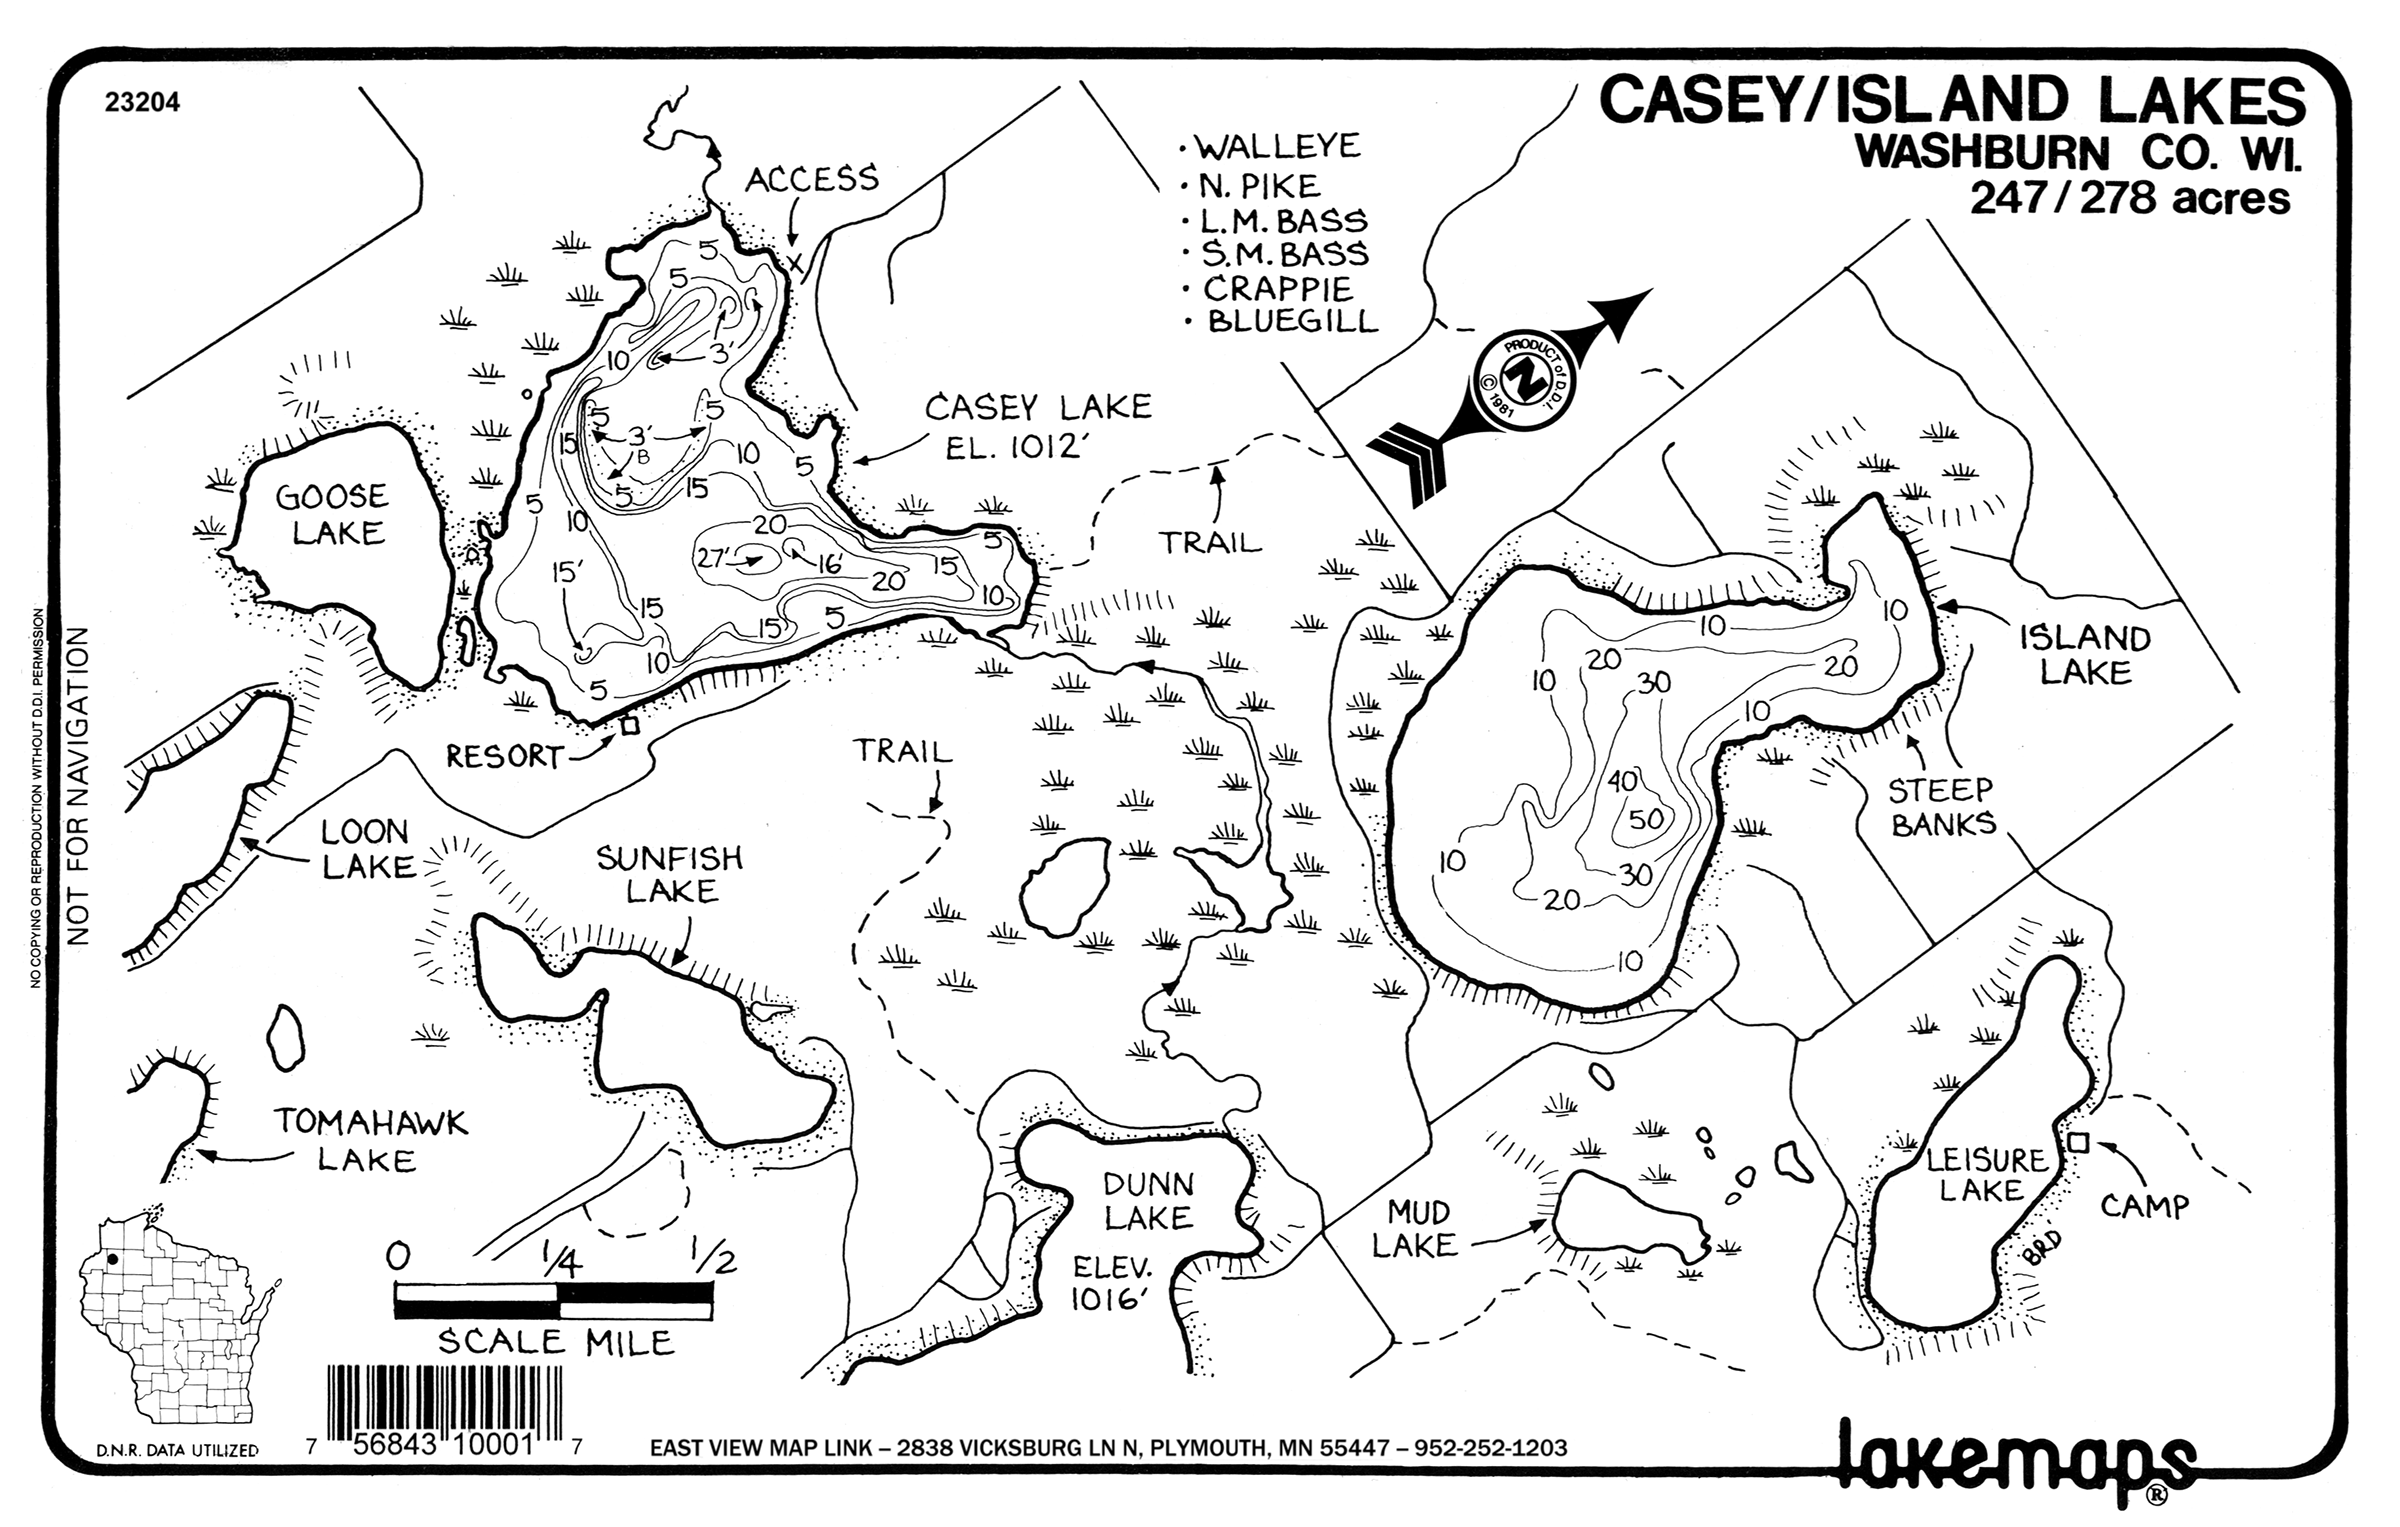 23204
CASEY/ISLAND LAKES
WASHBURN CO. WI.
247/278 acres
ACCESS
• WALLEYE
• N. PIKE
• L.M. BASS
• S.M. BASS
• CRAPPIE
• BLUEGILL
PRODUCT of D.D.I.
N
© 1981
CASEY LAKE
EL. 1012'
5
5
10
3'
5
5
3'
B
15
10
5
5
15
5
10
20
5
27'
16'
15
20
10
15'
15
15
5
10
5
GOOSE
LAKE
TRAIL
RESORT
TRAIL
LOON
LAKE
SUNFISH
LAKE
TOMAHAWK
LAKE
10
10
20
20
10
30
10
40
50
10
30
20
10
ISLAND
LAKE
STEEP
BANKS
DUNN
LAKE
ELEV.
1016'
MUD
LAKE
LEISURE
LAKE
CAMP
BRD
0 1/4 1/2
SCALE MILE
NOT FOR NAVIGATION
NO COPYING OR REPRODUCTION WITHOUT D.D.I. PERMISSION
D.N.R. DATA UTILIZED
7 56843 10001 7
EAST VIEW MAP LINK – 2838 VICKSBURG LN N, PLYMOUTH, MN 55447 – 952-252-1203
lakemaps®